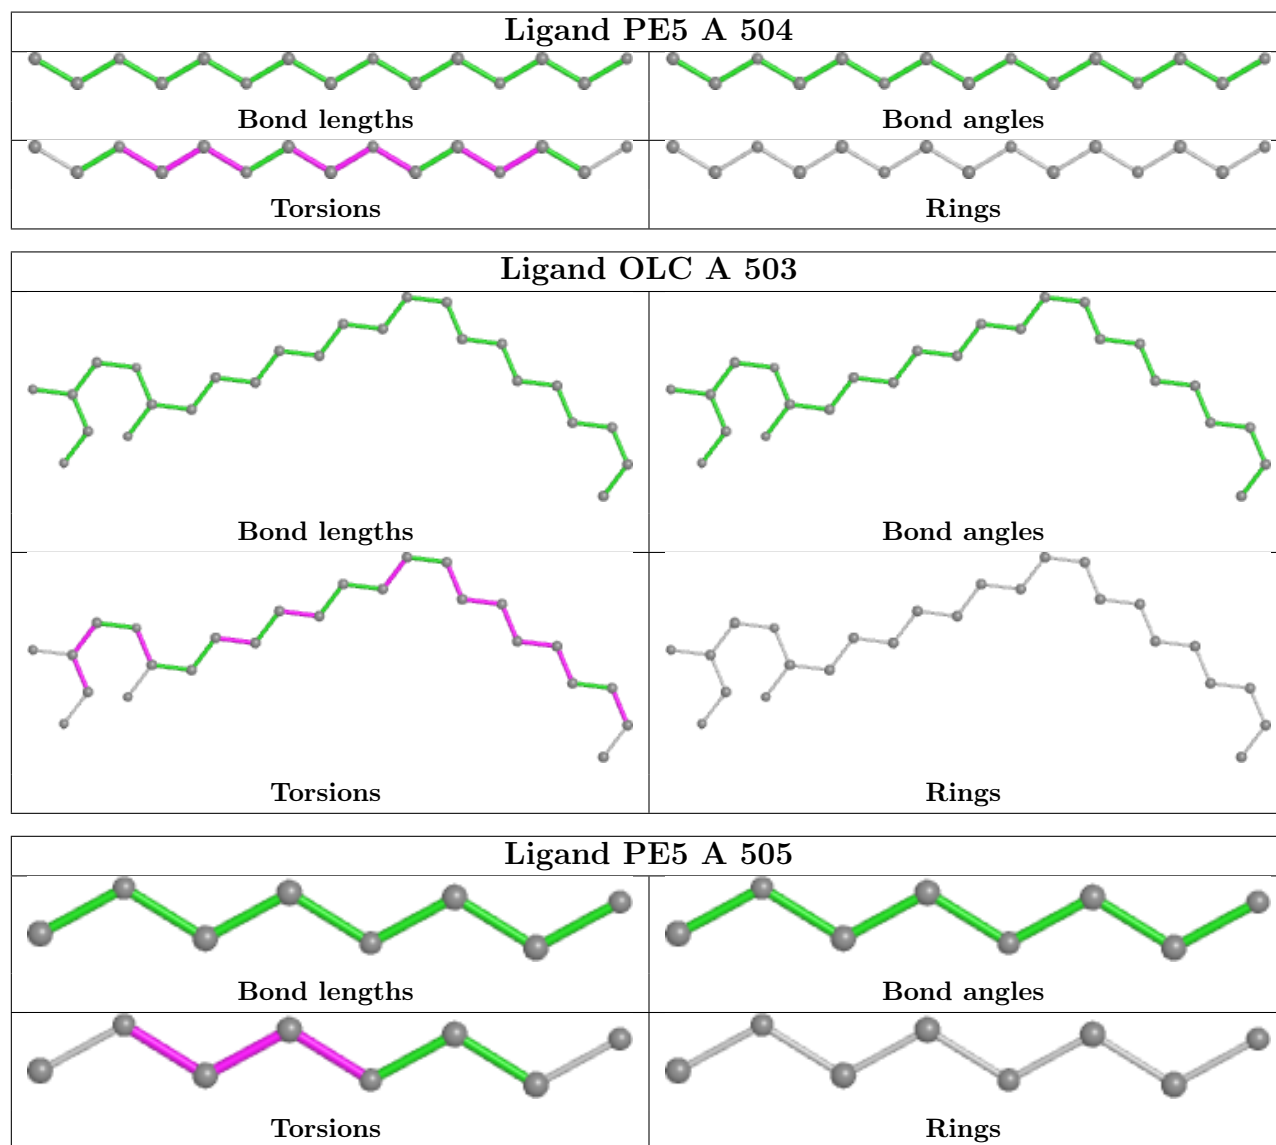 Ligand PE5 A 504
Bond lengths Bond angles
Torsions Rings
Ligand OLC A 503
Bond lengths Bond angles
Torsions Rings
Ligand PE5 A 505
Bond lengths Bond angles
Torsions Rings